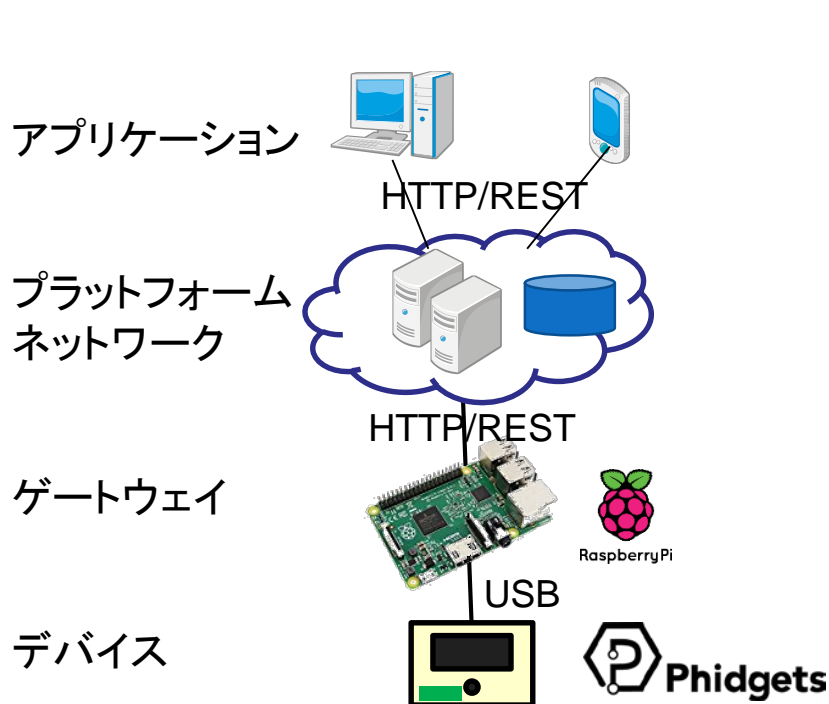 アプリケーション
HTTP/REST
プラットフォーム
ネットワーク
HTTP/REST
ゲートウェイ
RaspberryPi
USB
デバイス
Phidgets